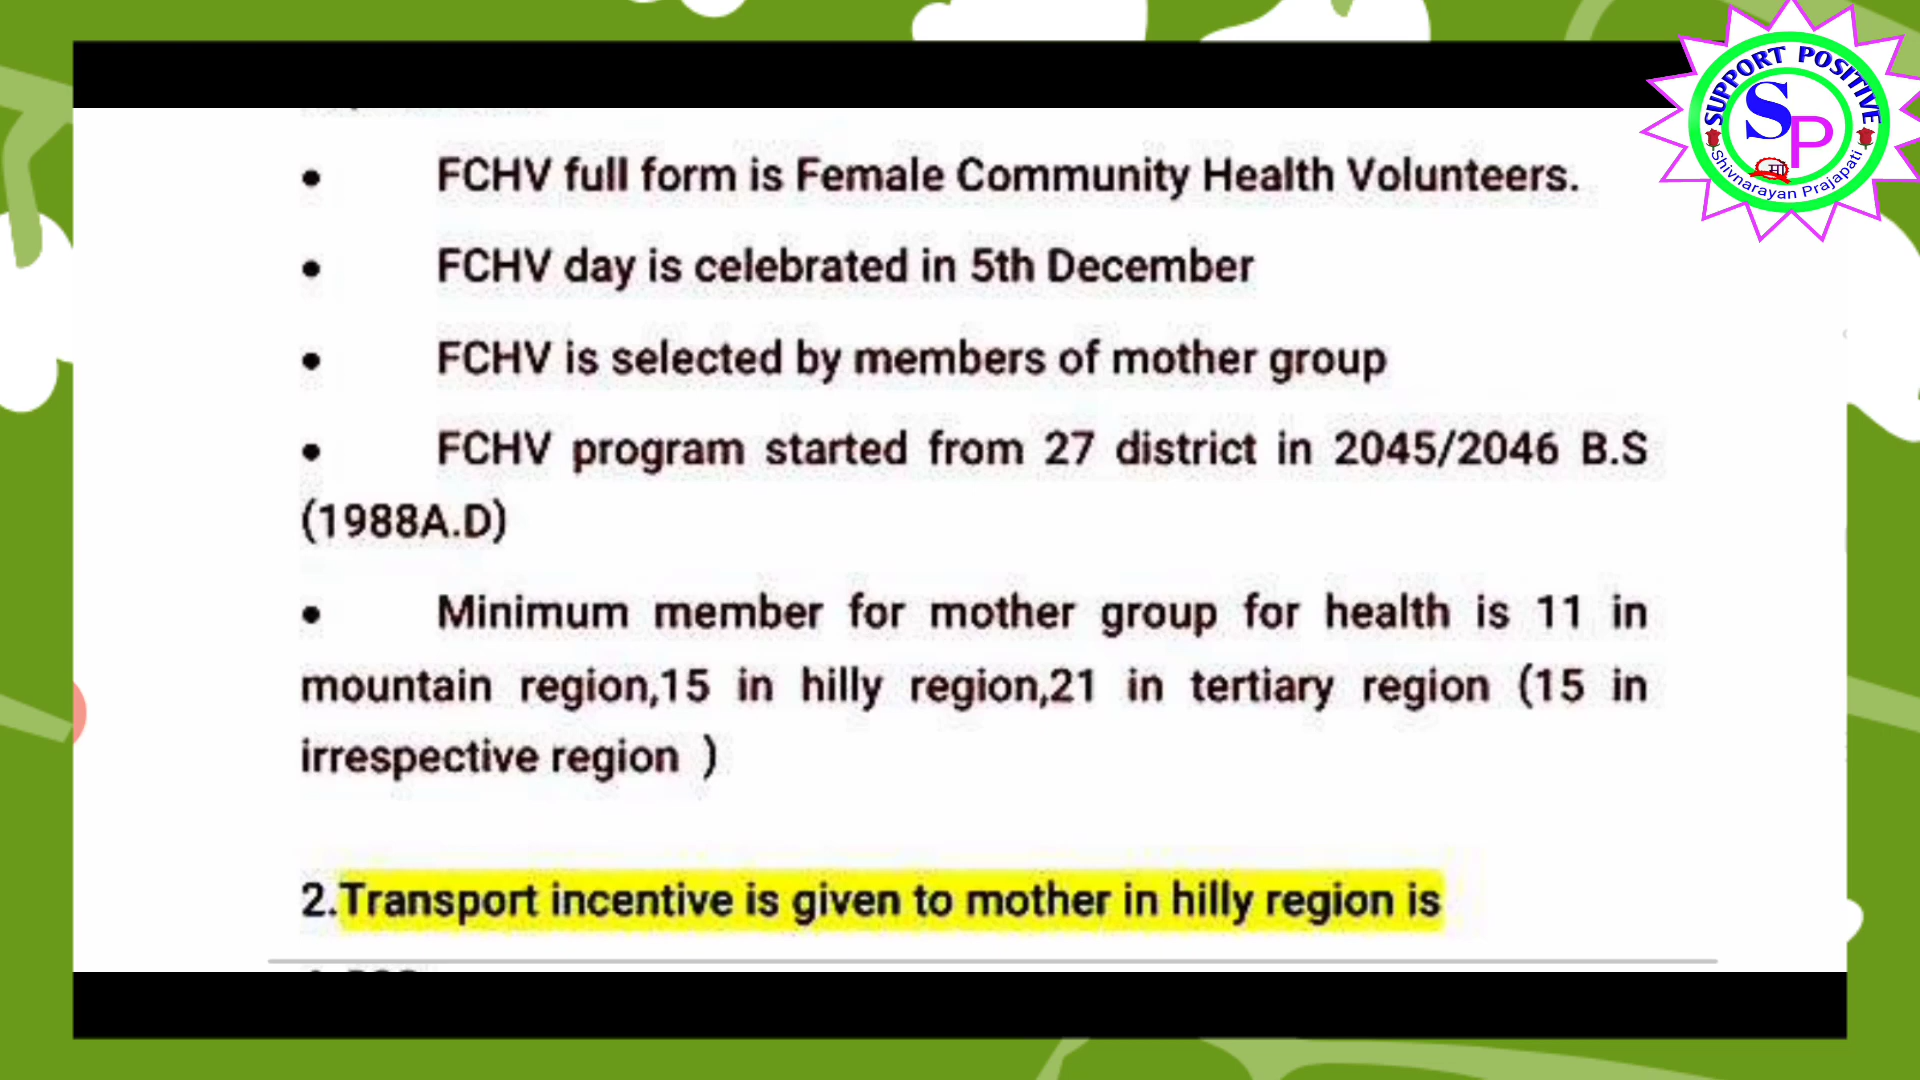 SUPPORT POSITIVE
SP
Shivnarayan Prajapati
• FCHV full form is Female Community Health Volunteers.
• FCHV day is celebrated in 5th December
• FCHV is selected by members of mother group
• FCHV program started from 27 district in 2045/2046 B.S
(1988A.D)
• Minimum member for mother group for health is 11 in
mountain region,15 in hilly region,21 in tertiary region (15 in
irrespective region )
2.Transport incentive is given to mother in hilly region is